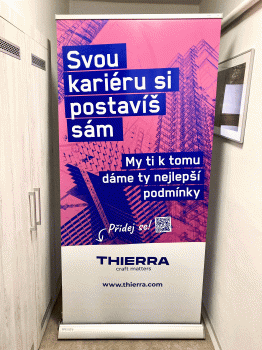 Svou
kariéru si
postavíš
sám
My ti k tomu
dáme ty nejlepší
podmínky
Přidej se!
THIERRA
craft matters
www.thierra.com